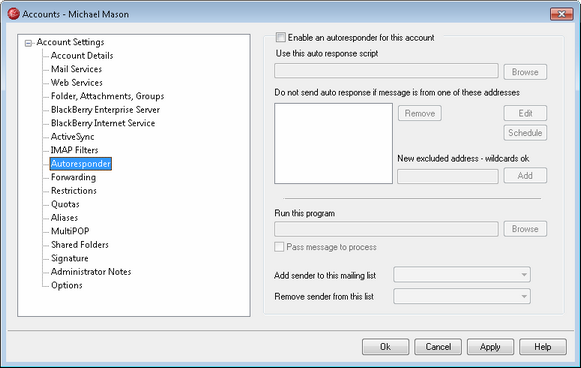 Accounts - Michael Mason
Account Settings
Account Details
Mail Services
Web Services
Folder, Attachments, Groups
BlackBerry Enterprise Server
BlackBerry Internet Service
ActiveSync
IMAP Filters
Autoresponder
Forwarding
Restrictions
Quotas
Aliases
MultiPOP
Shared Folders
Signature
Administrator Notes
Options
Enable an autoresponder for this account
Use this auto response script
Browse
Do not send auto response if message is from one of these addresses
Remove
Edit
Schedule
New excluded address - wildcards ok
Add
Run this program
Browse
Pass message to process
Add sender to this mailing list
Remove sender from this list
Ok
Cancel
Apply
Help